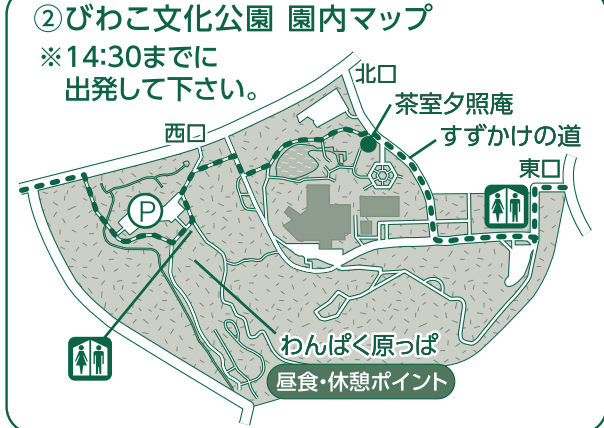 ②びわこ文化公園 園内マップ
※14:30までに
出発して下さい。
北口
茶室夕照庵
西口
すずかけの道
東口
P
わんぱく原っぱ
昼食・休憩ポイント